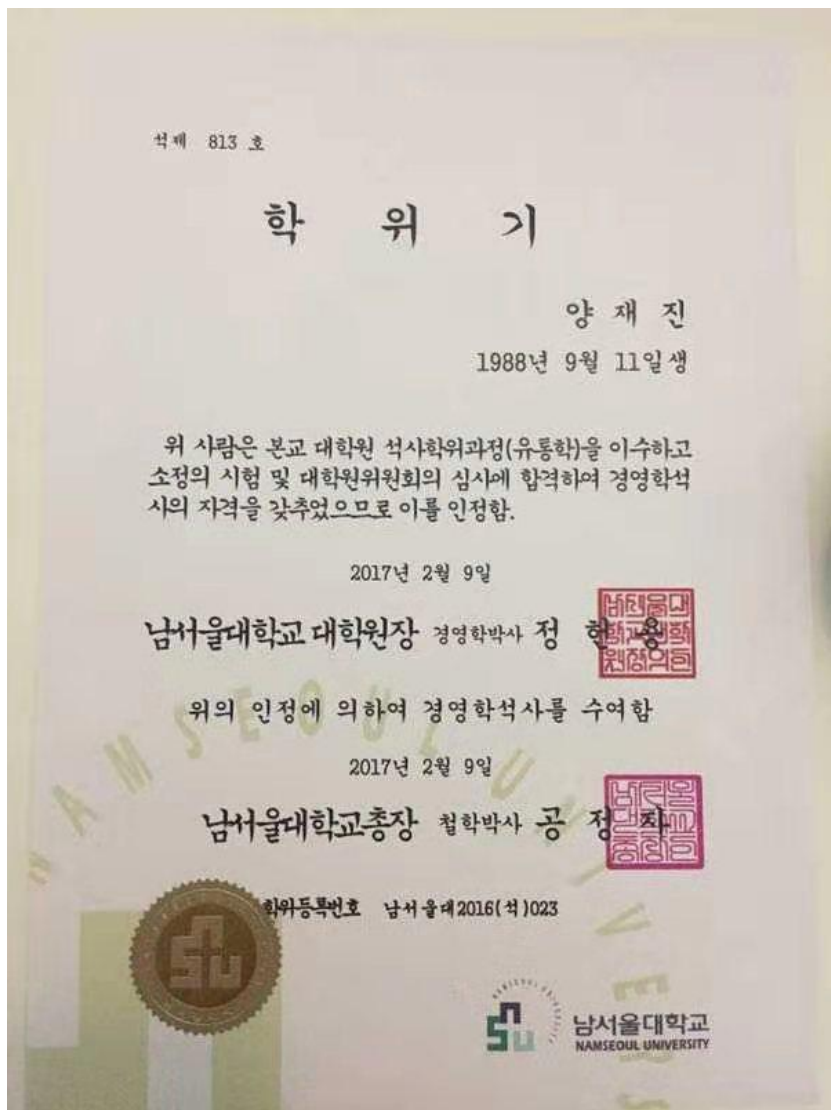 석제 813 호
학 위 기
양 재 진
1988년 9월 11일생
위 사람은 본교 대학원 석사학위과정(유통학)을 이수하고
소정의 시험 및 대학원위원회의 심사에 합격하여 경영학석
사의 자격을 갖추었으므로 이를 인정함.
2017년 2월 9일
남서울대학교 대학원장 경영학박사 정 헌 용
위의 인정에 의하여 경영학석사를 수여함
2017년 2월 9일
남서울대학교총장 철학박사 공 정 자
학위등록번호 남서울대2016(석)023
NAMSEOUL UNIVERS
nsu
NAMSEOUL UNIVERSITY
nsu
남서울대학교
NAMSEOUL UNIVERSITY